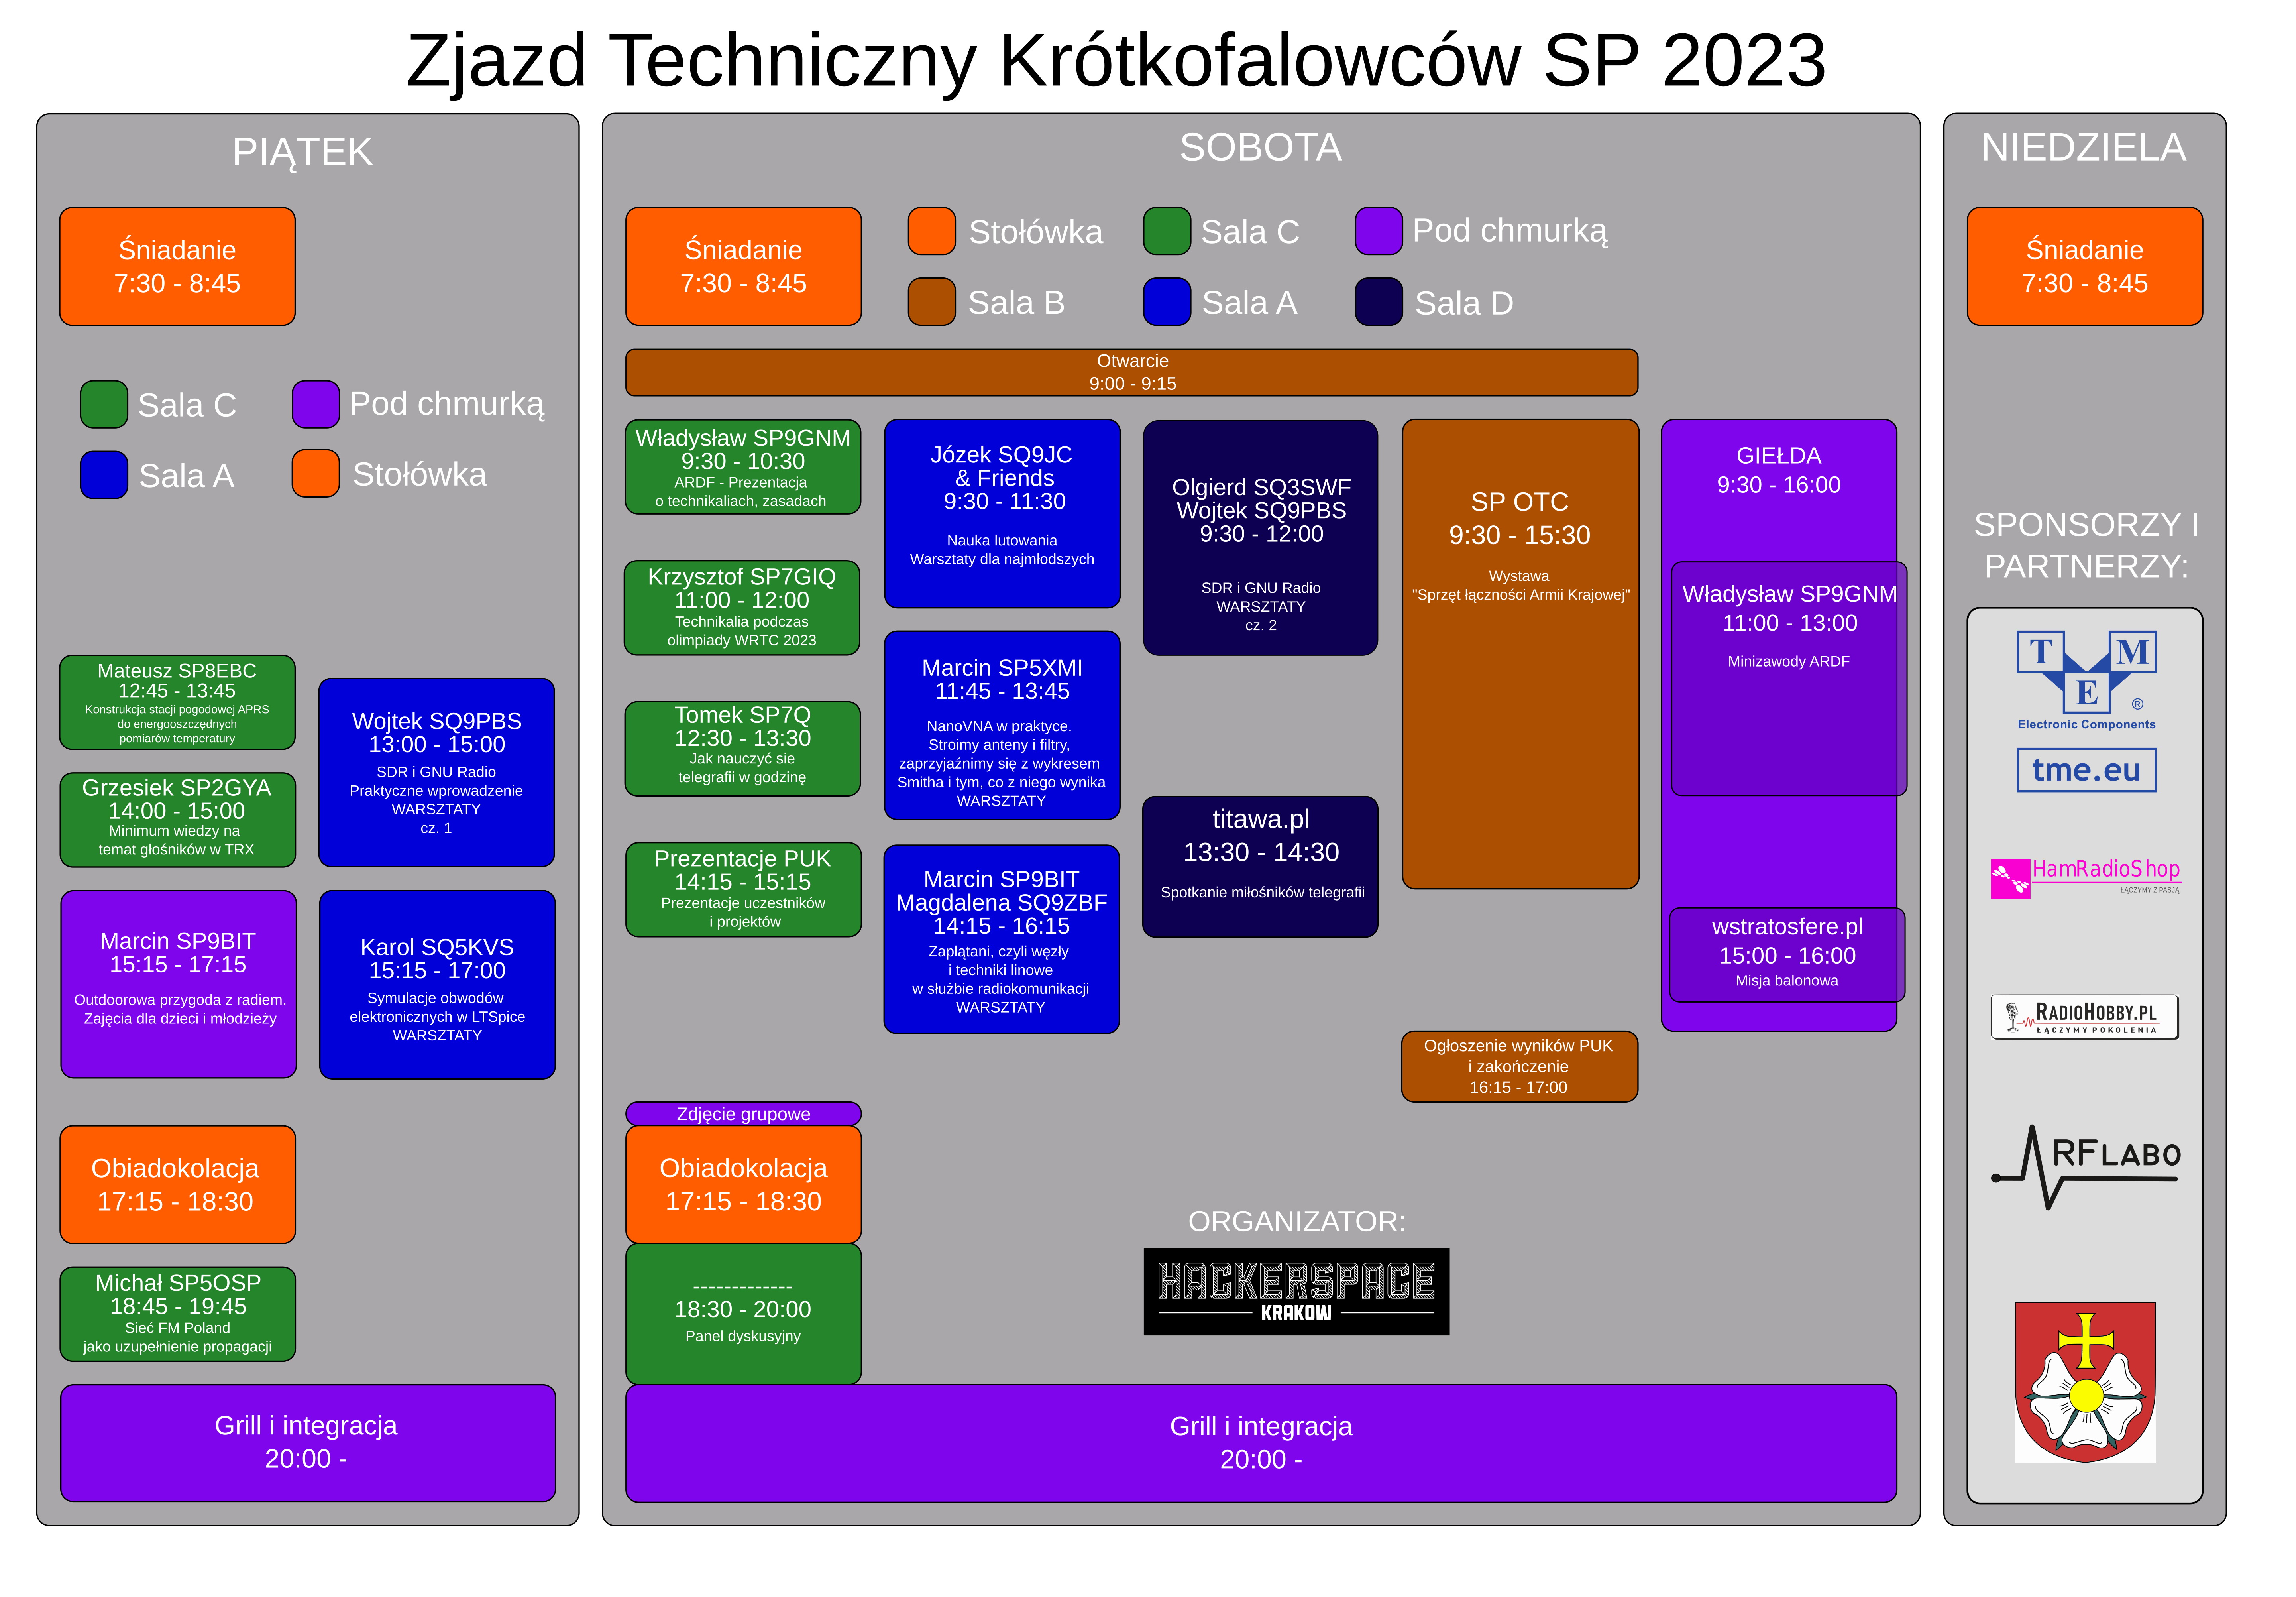 Zjazd Techniczny Krótkofalowców SP 2023
PIĄTEK
Śniadanie
7:30 - 8:45
Sala C
Pod chmurką
Sala A
Stołówka
Mateusz SP8EBC
12:45 - 13:45
Konstrukcja stacji pogodowej APRS
do energooszczędnych
pomiarów temperatury
Wojtek SQ9PBS
13:00 - 15:00
SDR i GNU Radio
Praktyczne wprowadzenie
WARSZTATY
cz. 1
Grzesiek SP2GYA
14:00 - 15:00
Minimum wiedzy na
temat głośników w TRX
Marcin SP9BIT
15:15 - 17:15
Outdoorowa przygoda z radiem.
Zajęcia dla dzieci i młodzieży
Karol SQ5KVS
15:15 - 17:00
Symulacje obwodów
elektronicznych w LTSpice
WARSZTATY
Obiadokolacja
17:15 - 18:30
Michał SP5OSP
18:45 - 19:45
Sieć FM Poland
jako uzupełnienie propagacji
Grill i integracja
20:00 -
SOBOTA
Śniadanie
7:30 - 8:45
Stołówka
Sala C
Pod chmurką
Sala B
Sala A
Sala D
Otwarcie
9:00 - 9:15
Władysław SP9GNM
9:30 - 10:30
ARDF - Prezentacja
o technikaliach, zasadach
Krzysztof SP7GIQ
11:00 - 12:00
Technikalia podczas
olimpiady WRTC 2023
Tomek SP7Q
12:30 - 13:30
Jak nauczyć sie
telegrafii w godzinę
Prezentacje PUK
14:15 - 15:15
Prezentacje uczestników
i projektów
Józek SQ9JC
& Friends
9:30 - 11:30
Nauka lutowania
Warsztaty dla najmłodszych
Marcin SP5XMI
11:45 - 13:45
NanoVNA w praktyce.
Stroimy anteny i filtry,
zaprzyjaźnimy się z wykresem
Smitha i tym, co z niego wynika
WARSZTATY
Marcin SP9BIT
Magdalena SQ9ZBF
14:15 - 16:15
Zaplątani, czyli węzły
i techniki linowe
w służbie radiokomunikacji
WARSZTATY
Olgierd SQ3SWF
Wojtek SQ9PBS
9:30 - 12:00
SDR i GNU Radio
WARSZTATY
cz. 2
titawa.pl
13:30 - 14:30
Spotkanie miłośników telegrafii
SP OTC
9:30 - 15:30
Wystawa
"Sprzęt łączności Armii Krajowej"
GIEŁDA
9:30 - 16:00
Władysław SP9GNM
11:00 - 13:00
Minizawody ARDF
wstratosfere.pl
15:00 - 16:00
Misja balonowa
Ogłoszenie wyników PUK
i zakończenie
16:15 - 17:00
Zdjęcie grupowe
Obiadokolacja
17:15 - 18:30
-------------
18:30 - 20:00
Panel dyskusyjny
ORGANIZATOR:
HACKERSPACE
KRAKOW
Grill i integracja
20:00 -
NIEDZIELA
Śniadanie
7:30 - 8:45
SPONSORZY I
PARTNERZY:
T M
E ®
Electronic Components
tme.eu
HamRadioShop
ŁĄCZYMY Z PASJĄ
RADIOHOBBY.PL
ŁĄCZYMY POKOLENIA
RF LABO